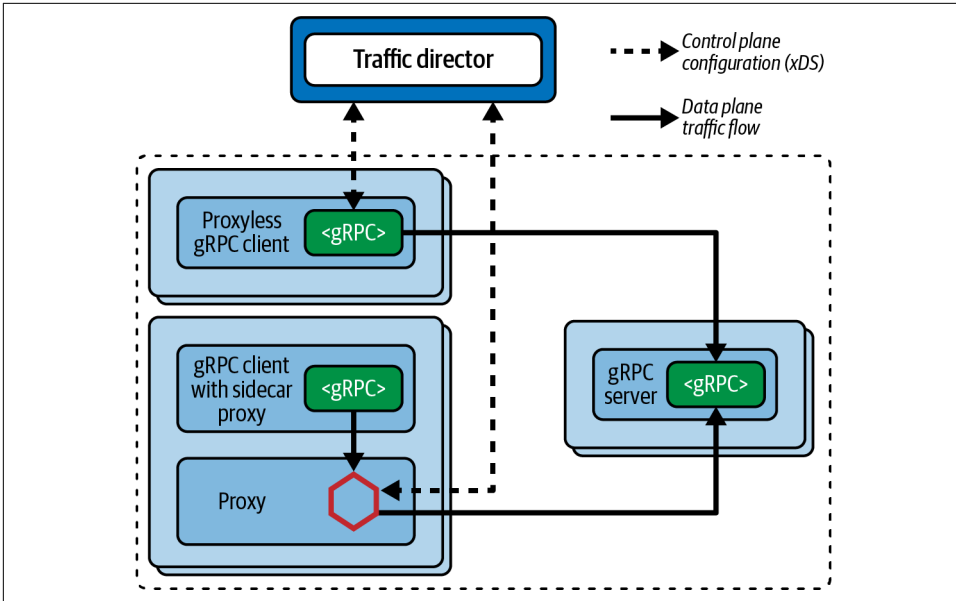 Traffic director
Control plane
configuration (xDS)
Data plane
traffic flow
Proxyless
gRPC client
<gRPC>
gRPC client
with sidecar
proxy
<gRPC>
Proxy
gRPC
server
<gRPC>